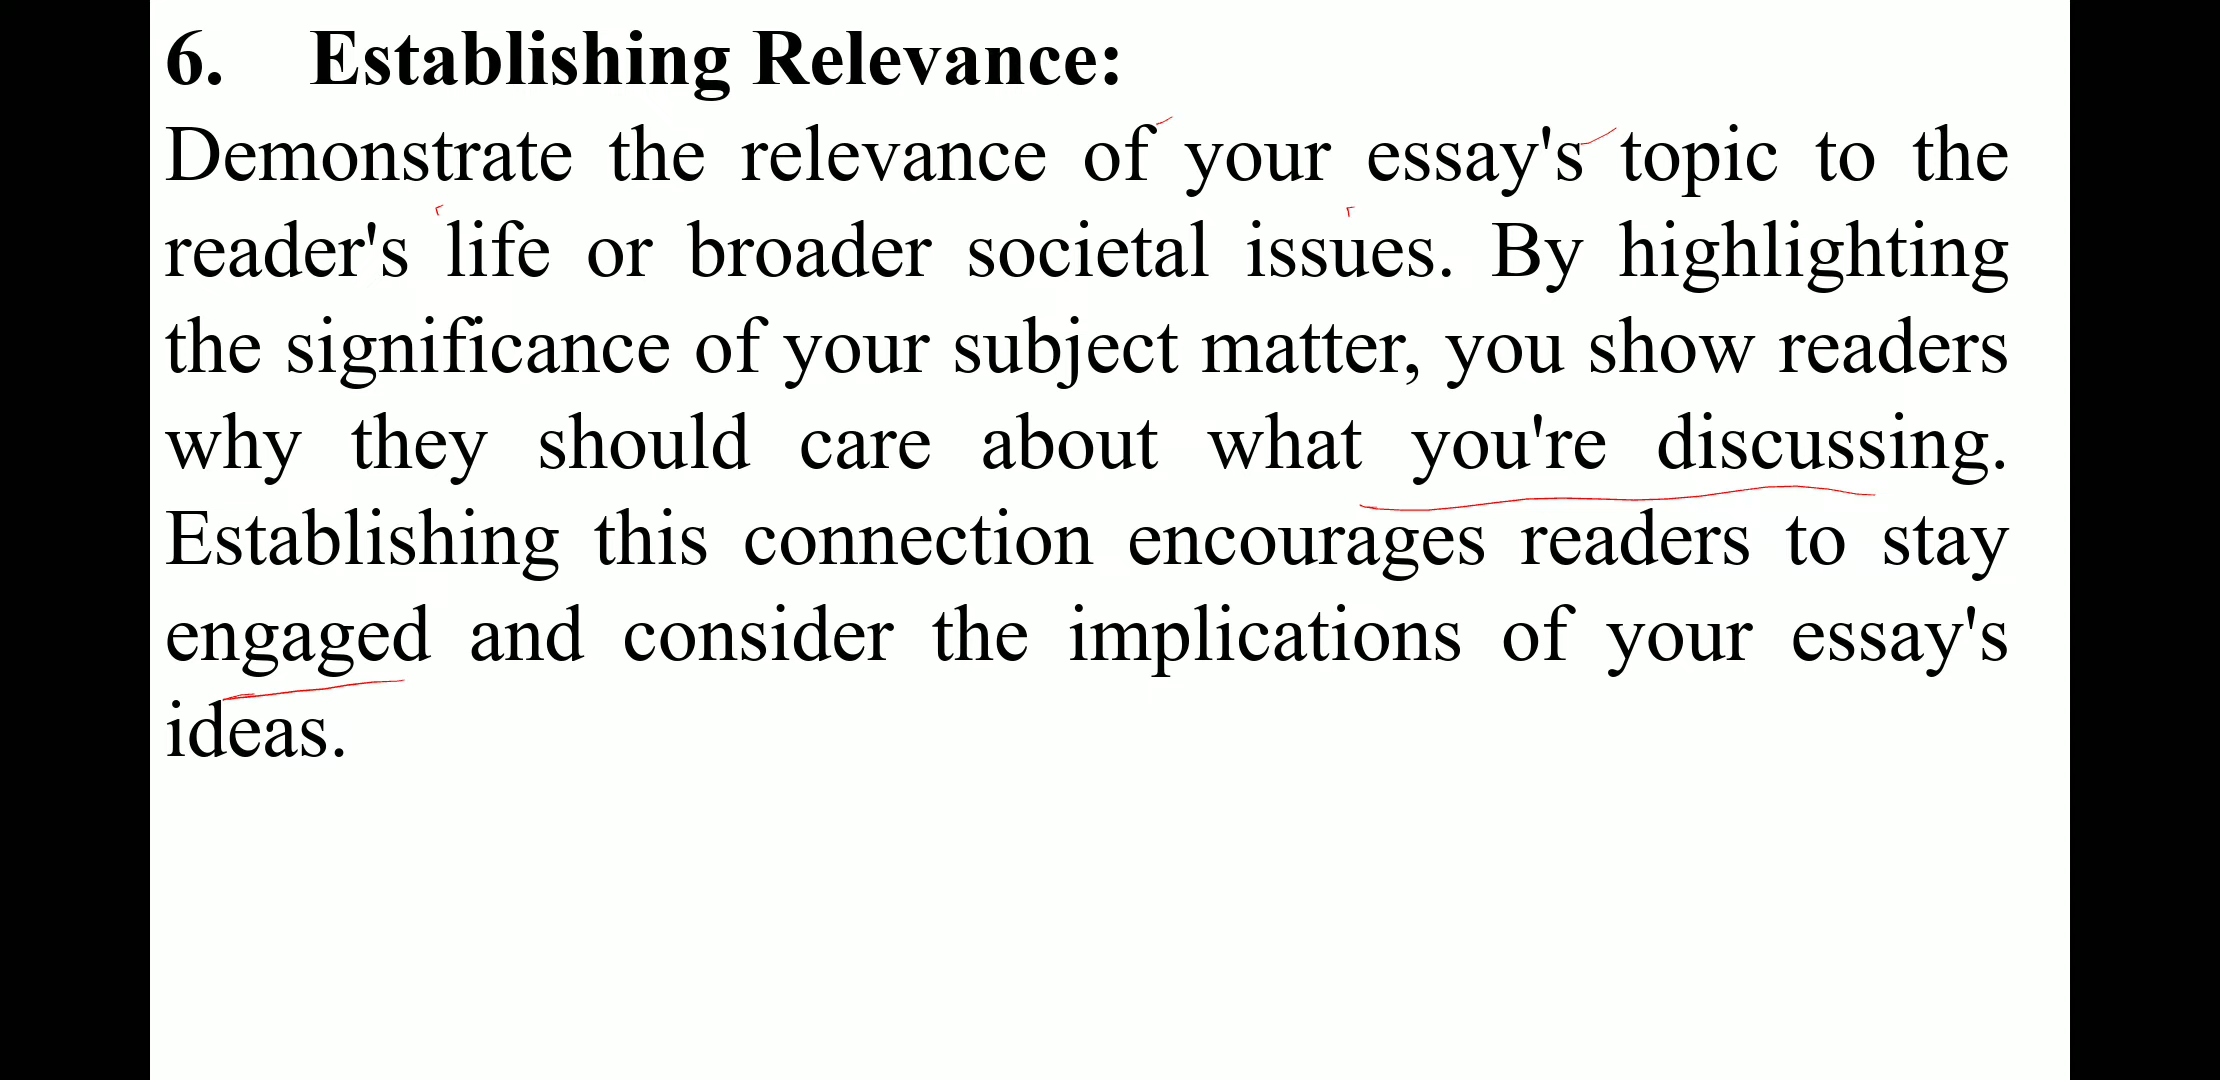 6. Establishing Relevance:
Demonstrate the relevance of your essay's topic to the
reader's life or broader societal issues. By highlighting
the significance of your subject matter, you show readers
why they should care about what you're discussing.
Establishing this connection encourages readers to stay
engaged and consider the implications of your essay's
ideas.